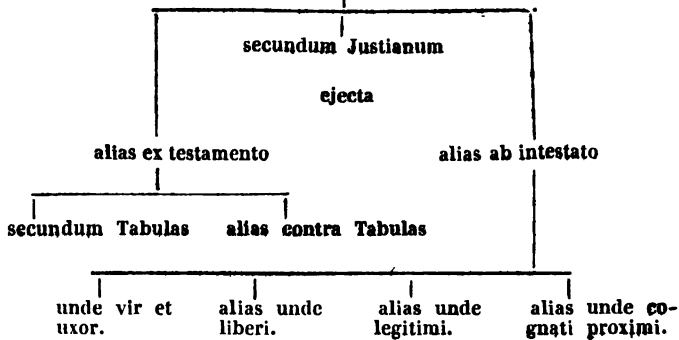 secundum Justianum
ejecta
alias ex testamento alias ab intestato
secundum Tabulas alias contra Tabulas
unde vir et alias undc alias unde alias unde co-
uxor. liberi. legitimi. gnati proximi.